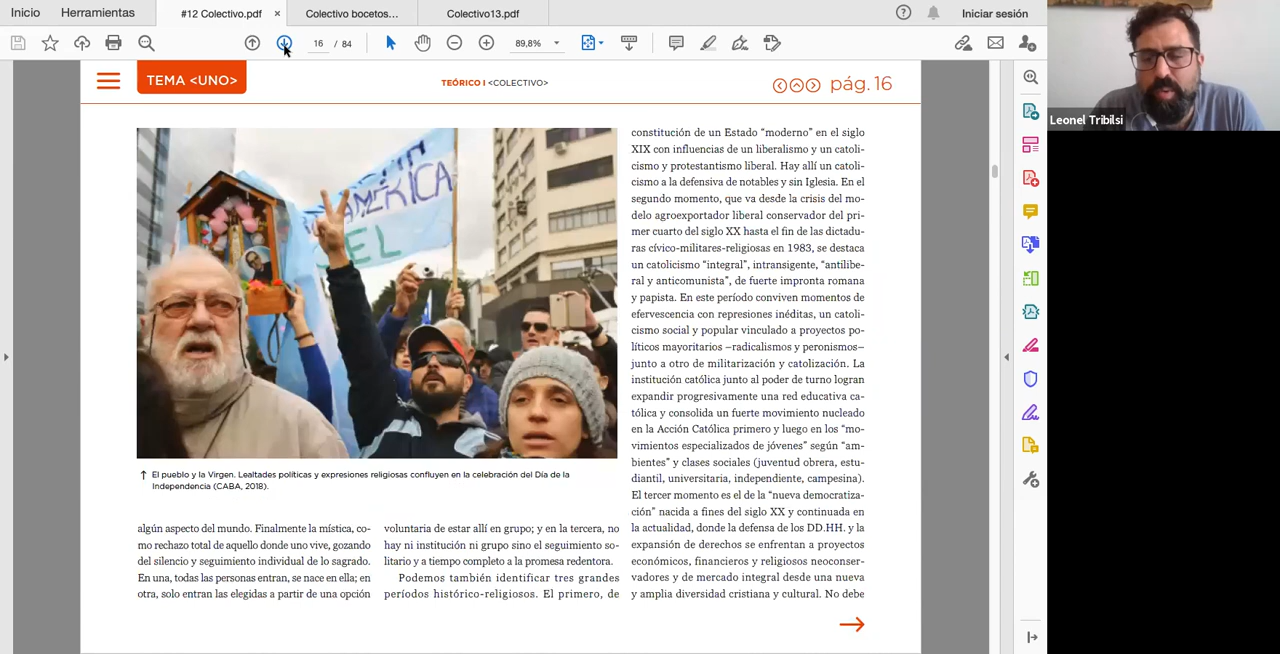 Inicio Herramientas #12 Colectivo.pdf × Colectivo bocetos... Colectivo13.pdf Iniciar sesión
16 / 84 89,8%
TEMA <UNO> TEÓRICO I <COLECTIVO> pág. 16
AMÉRICA
EL
El pueblo y la Virgen. Lealtades políticas y expresiones religiosas confluyen en la celebración del Día de la
Independencia (CABA, 2018).
algún aspecto del mundo. Finalmente la mística, co-
mo rechazo total de aquello donde uno vive, gozando
del silencio y seguimiento individual de lo sagrado.
En una, todas las personas entran, se nace en ella; en
otra, solo entran las elegidas a partir de una opción
voluntaria de estar allí en grupo; y en la tercera, no
hay ni institución ni grupo sino el seguimiento so-
litario y a tiempo completo a la promesa redentora.
Podemos también identificar tres grandes
períodos histórico-religiosos. El primero, de
constitución de un Estado “moderno” en el siglo
XIX con influencias de un liberalismo y un catoli-
cismo y protestantismo liberal. Hay allí un catoli-
cismo a la defensiva de notables y sin Iglesia. En el
segundo momento, que va desde la crisis del mo-
delo agroexportador liberal conservador del pri-
mer cuarto del siglo XX hasta el fin de las dictadu-
ras cívico-militares-religiosas en 1983, se destaca
un catolicismo “integral”, intransigente, “antilibe-
ral y anticomunista”, de fuerte impronta romana
y papista. En este período conviven momentos de
efervescencia con represiones inéditas, un catoli-
cismo social y popular vinculado a proyectos po-
líticos mayoritarios –radicalismos y peronismos–
junto a otro de militarización y catolización. La
institución católica junto al poder de turno logran
expandir progresivamente una red educativa ca-
tólica y consolida un fuerte movimiento nucleado
en la Acción Católica primero y luego en los “mo-
vimientos especializados de jóvenes” según “am-
bientes” y clases sociales (juventud obrera, estu-
diantil, universitaria, independiente, campesina).
El tercer momento es el de la “nueva democratiza-
ción” nacida a fines del siglo XX y continuada en
la actualidad, donde la defensa de los DD.HH. y la
expansión de derechos se enfrentan a proyectos
económicos, financieros y religiosos neoconser-
vadores y de mercado integral desde una nueva
y amplia diversidad cristiana y cultural. No debe
Leonel Tribilsi